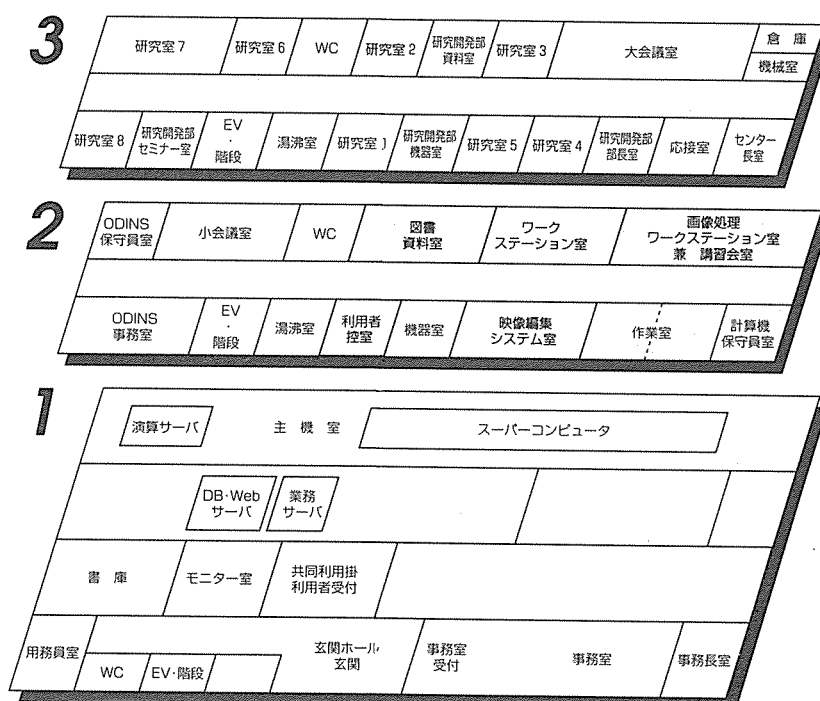 3
研究室7
研究室6
WC
研究室2
研究開発部
資料室
研究室3
大会議室
倉 庫
機械室
研究室8
研究開発部
セミナー室
EV
・
階段
湯沸室
研究室1
研究開発部
機器室
研究室5
研究室4
研究開発部
部長室
応接室
センター
長室
2
ODINS
保守員室
小会議室
WC
図書
資料室
ワーク
ステーション室
画像処理
ワークステーション室
兼 講習会室
ODINS
事務室
EV
・
階段
湯沸室
利用者
控室
機器室
映像編集
システム室
作業室
計算機
保守員室
1
演算サーバ
主 機 室
スーパーコンピュータ
DB・Web
サーバ
業務
サーバ
書 庫
モニター室
共同利用掛
利用者受付
用務員室
WC
EV・階段
玄関ホール
玄関
事務室
受付
事務室
事務長室